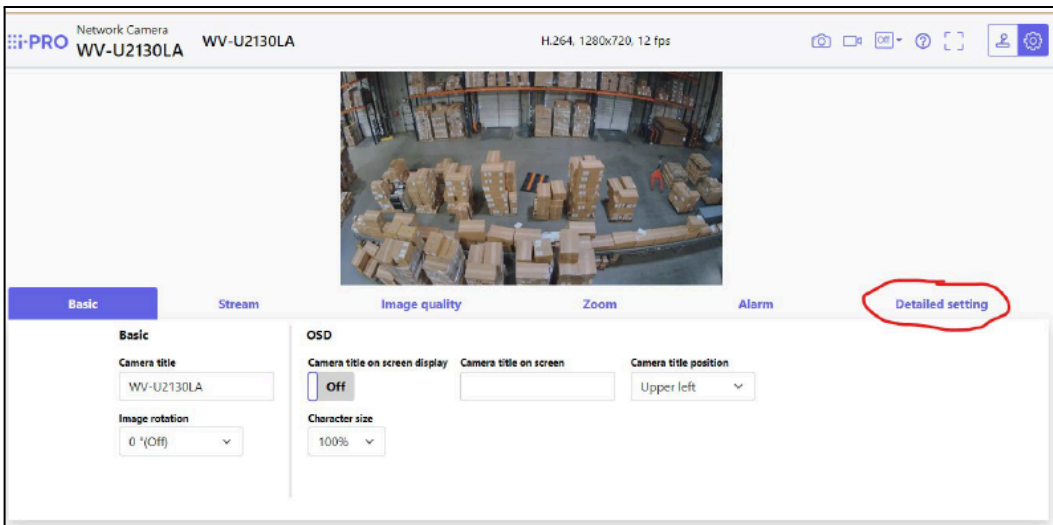 i-PRO Network Camera WV-U2130LA WV-U2130LA H.264, 1280x720, 12 fps Off
Basic Stream Image quality Zoom Alarm Detailed setting
Basic OSD
Camera title Camera title on screen display Camera title on screen Camera title position
WV-U2130LA Off Upper left
Image rotation Character size
0 °(Off) 100%